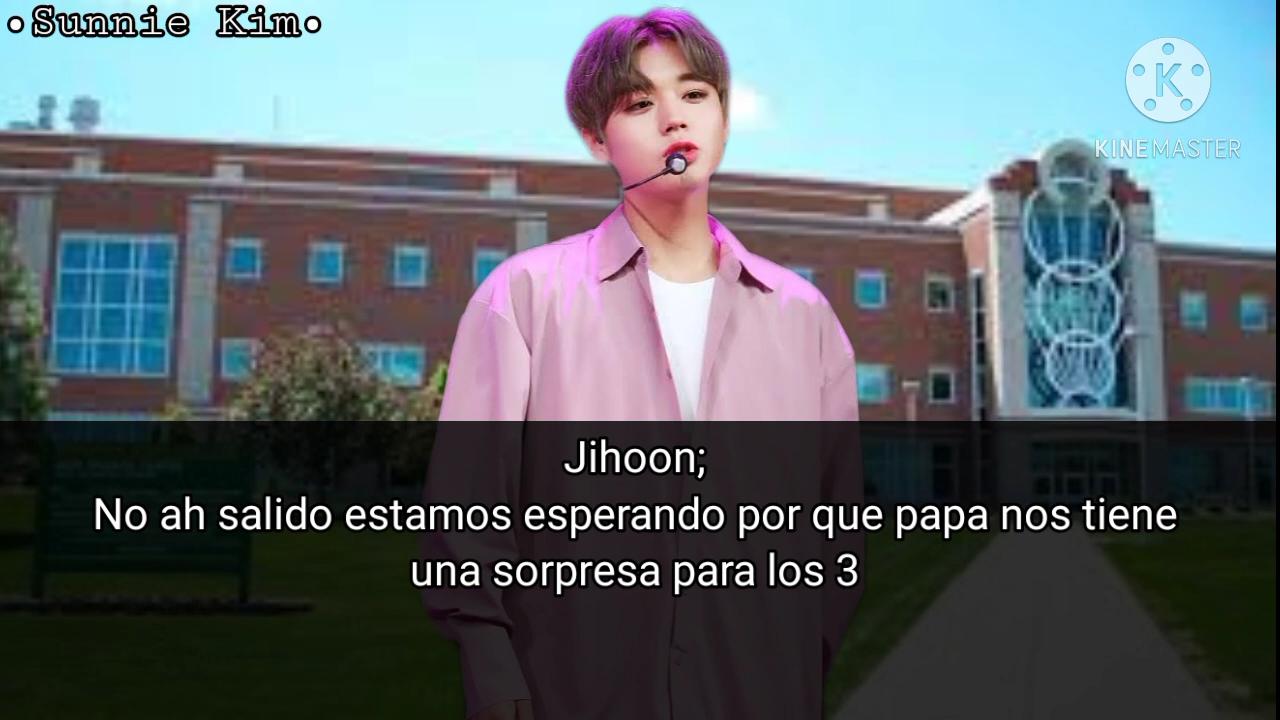 •Sunnie Kim•
K
KINEMASTER
Jihoon;
No ah salido estamos esperando por que papa nos tiene
una sorpresa para los 3